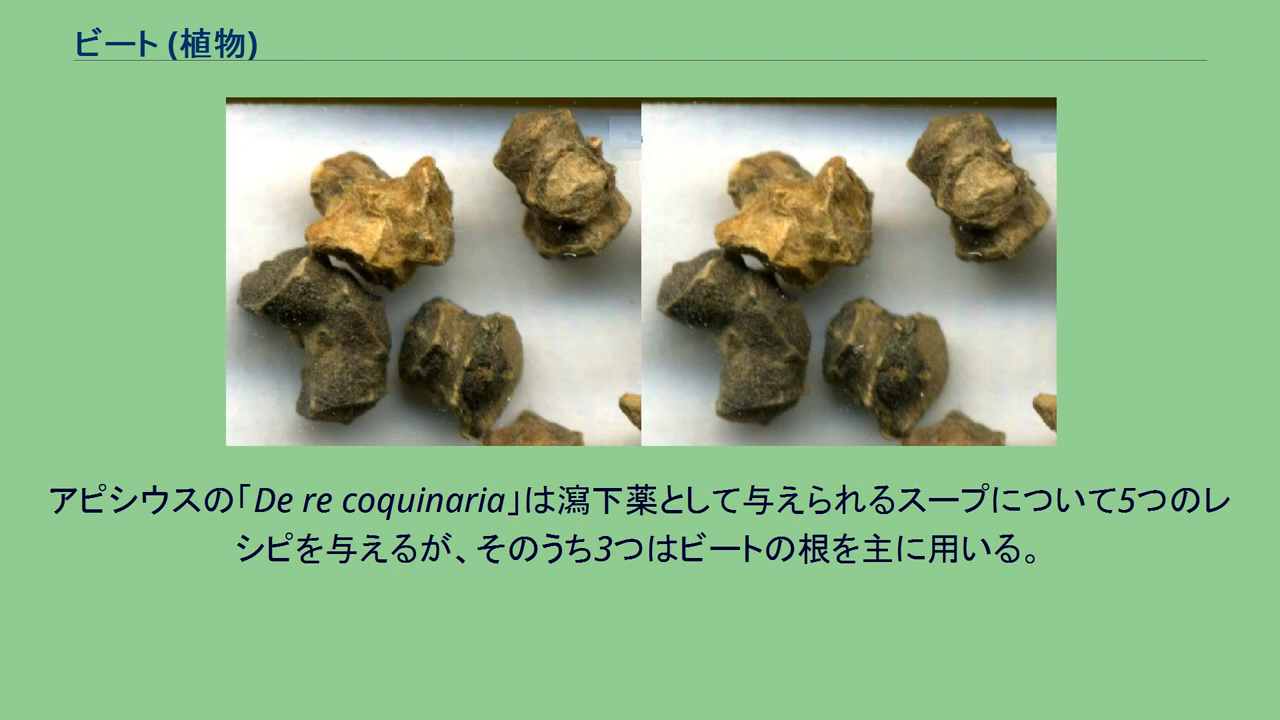 ビート (植物)
アピシウスの「De re coquinaria」は瀉下薬として与えられるスープについて5つのレ
シピを与えるが、そのうち3つはビートの根を主に用いる。